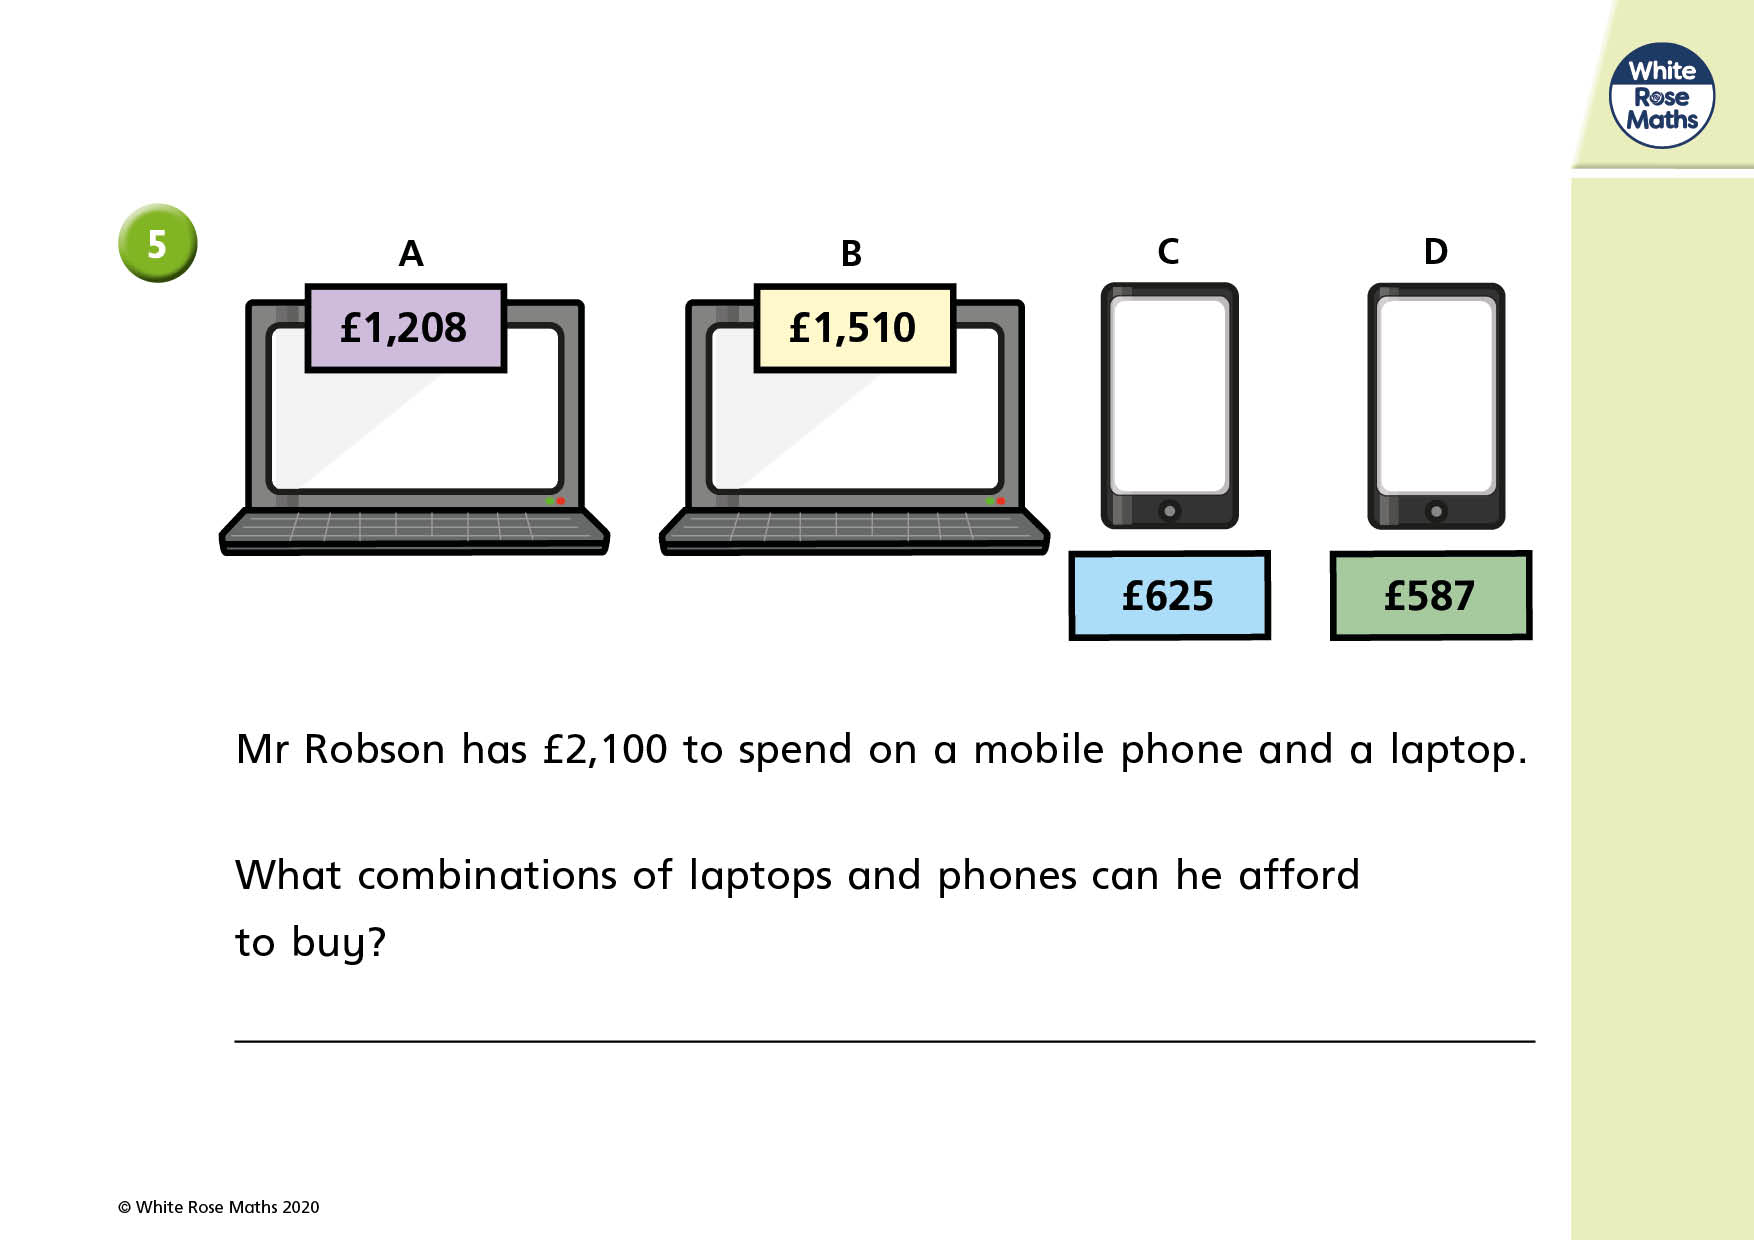 White
Rose
Maths
5
A
B
C
D
£1,208
£1,510
£625
£587
Mr Robson has £2,100 to spend on a mobile phone and a laptop.
What combinations of laptops and phones can he afford
to buy?
© White Rose Maths 2020